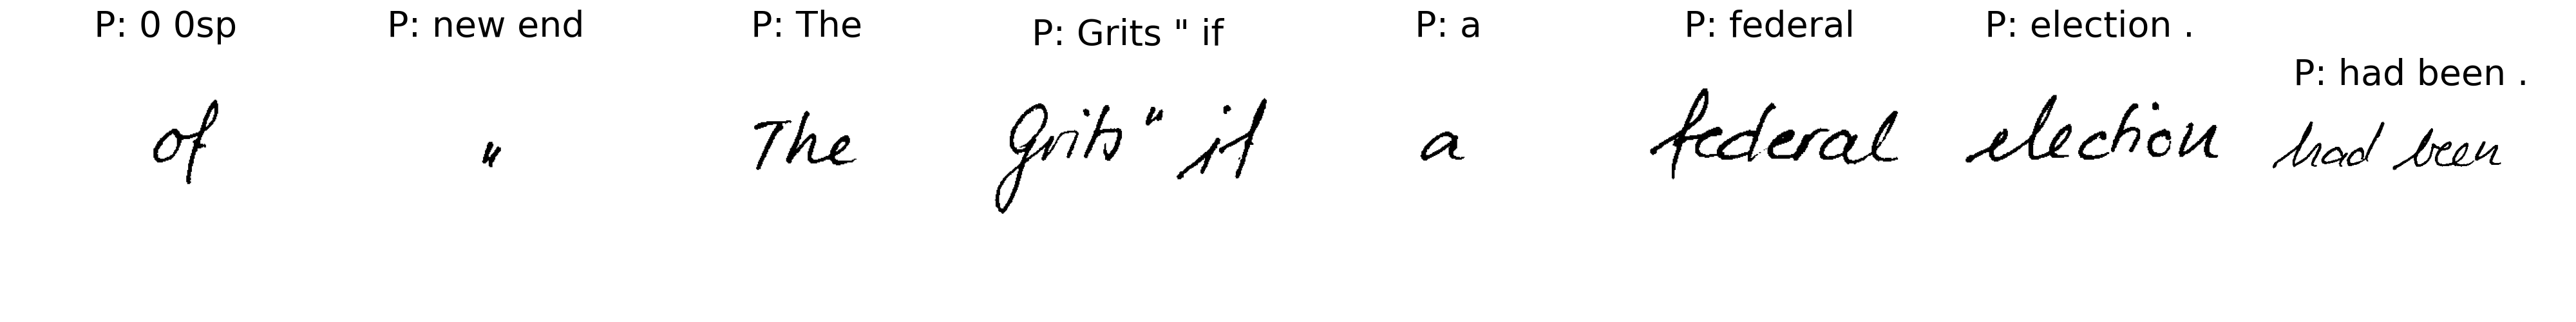 P: 0 0sp P: new end P: The P: Grits " if P: a P: federal P: election . P: had been .
of " The Grits" if a federal election had been